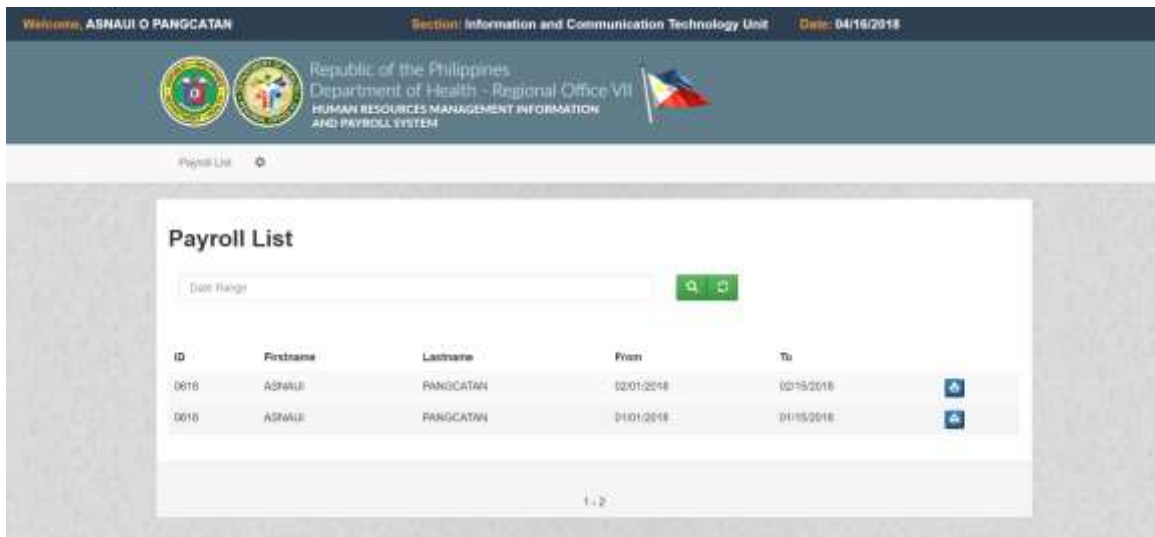 Welcome, ASNAUI O PANGCATAN Section: Information and Communication Technology Unit Date: 04/16/2018
Republic of the Philippines
Department of Health - Regional Office VII
HUMAN RESOURCES MANAGEMENT INFORMATION
AND PAYROLL SYSTEM
Payroll List
Payroll List
Date Range
ID Firstname Lastname From To
0618 ASNAUI PANGCATAN 02/01/2018 02/15/2018
0618 ASNAUI PANGCATAN 01/01/2018 01/15/2018
1 - 2